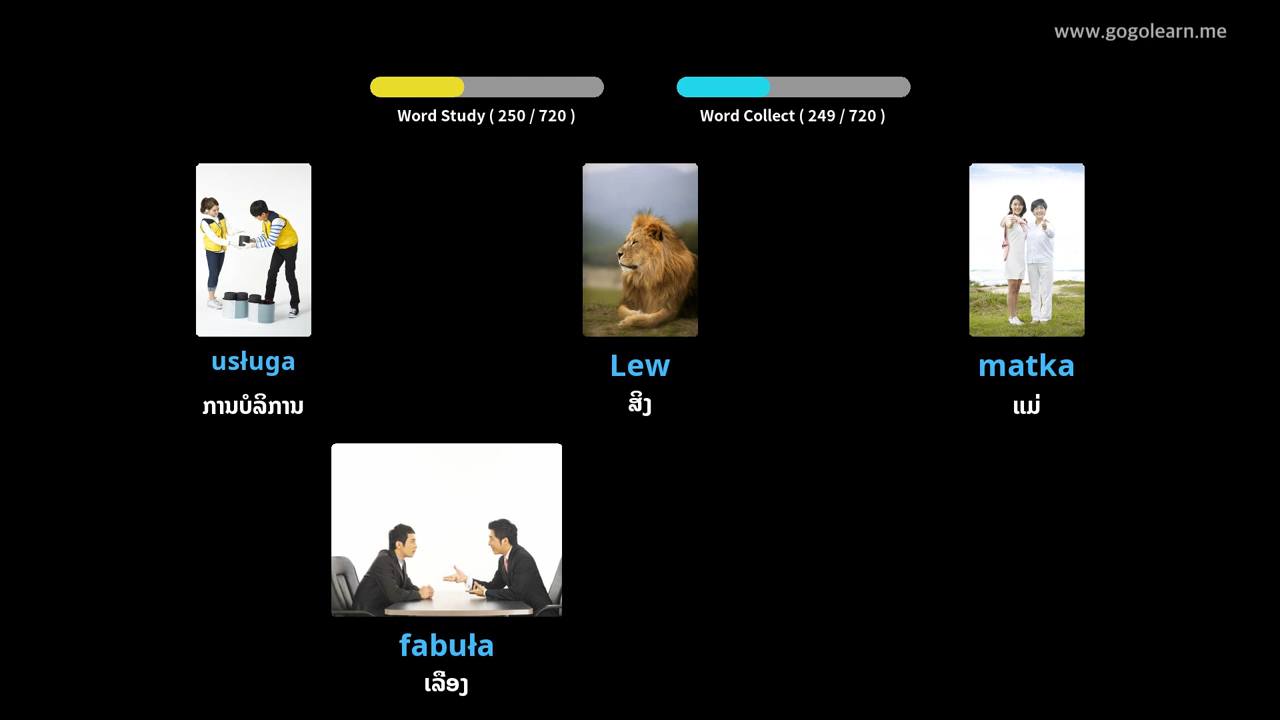 www.gogolearn.me
Word Study ( 250 / 720 )
Word Collect ( 249 / 720 )
usługa
ການບໍລິການ
Lew
ສິງ
matka
ແມ່
fabuła
ເລື່ອງ